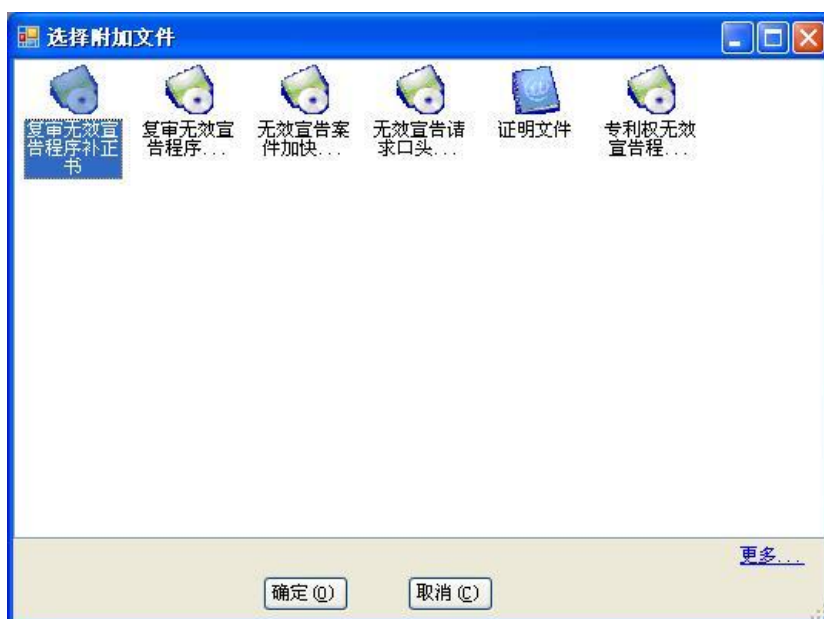 选择附加文件
复审无效宣
告程序补正
书
复审无效宣
告程序...
无效宣告案
件加快...
无效宣告请
求口头...
证明文件
专利权无效
宣告程...
更多...
确定(O)
取消(C)